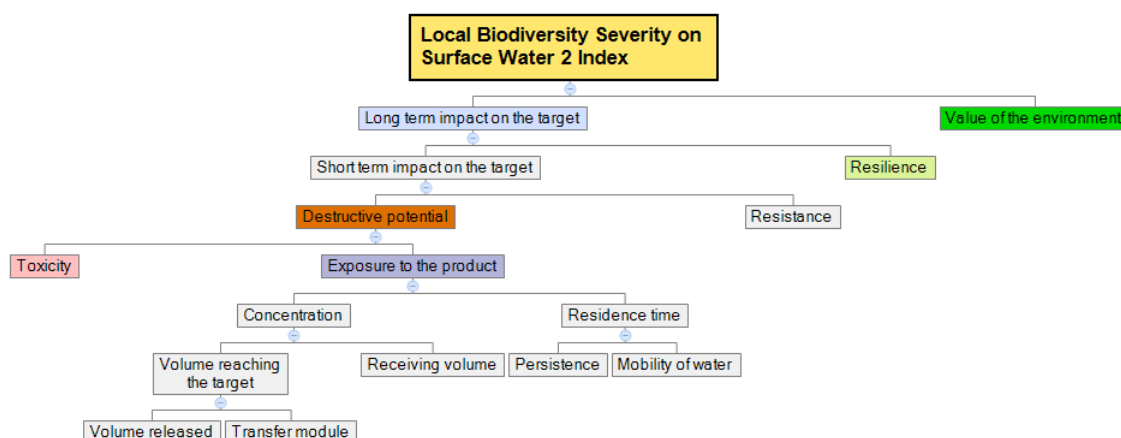 Local Biodiversity Severity on
Surface Water 2 Index
Long term impact on the target
Value of the environment
Short term impact on the target
Resilience
Destructive potential
Resistance
Toxicity
Exposure to the product
Concentration
Residence time
Volume reaching
the target
Receiving volume
Persistence
Mobility of water
Volume released
Transfer module